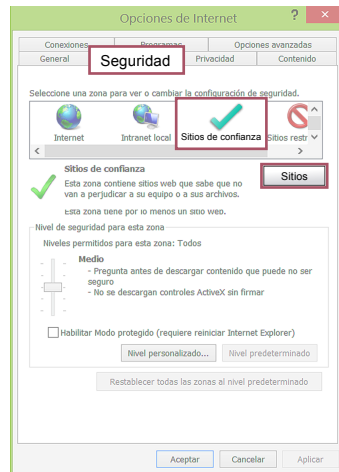 Opciones de Internet
?
×
Conexiones
Programas
Opciones avanzadas
General
Seguridad
Privacidad
Contenido
Seleccione una zona para ver o cambiar la configuración de seguridad.
Internet
Intranet local
Sitios de confianza
Sitios restr
Sitios de confianza
Sitios
Esta zona contiene sitios web que sabe que no
van a perjudicar a su equipo o a sus archivos.
Esta zona tiene por lo menos un sitio web.
Nivel de seguridad para esta zona
Niveles permitidos para esta zona: Todos
Medio
- Pregunta antes de descargar contenido que puede no ser
seguro
- No se descargan controles ActiveX sin firmar
Habilitar Modo protegido (requiere reiniciar Internet Explorer)
Nivel personalizado...
Nivel predeterminado
Restablecer todas las zonas al nivel predeterminado
Aceptar
Cancelar
Aplicar